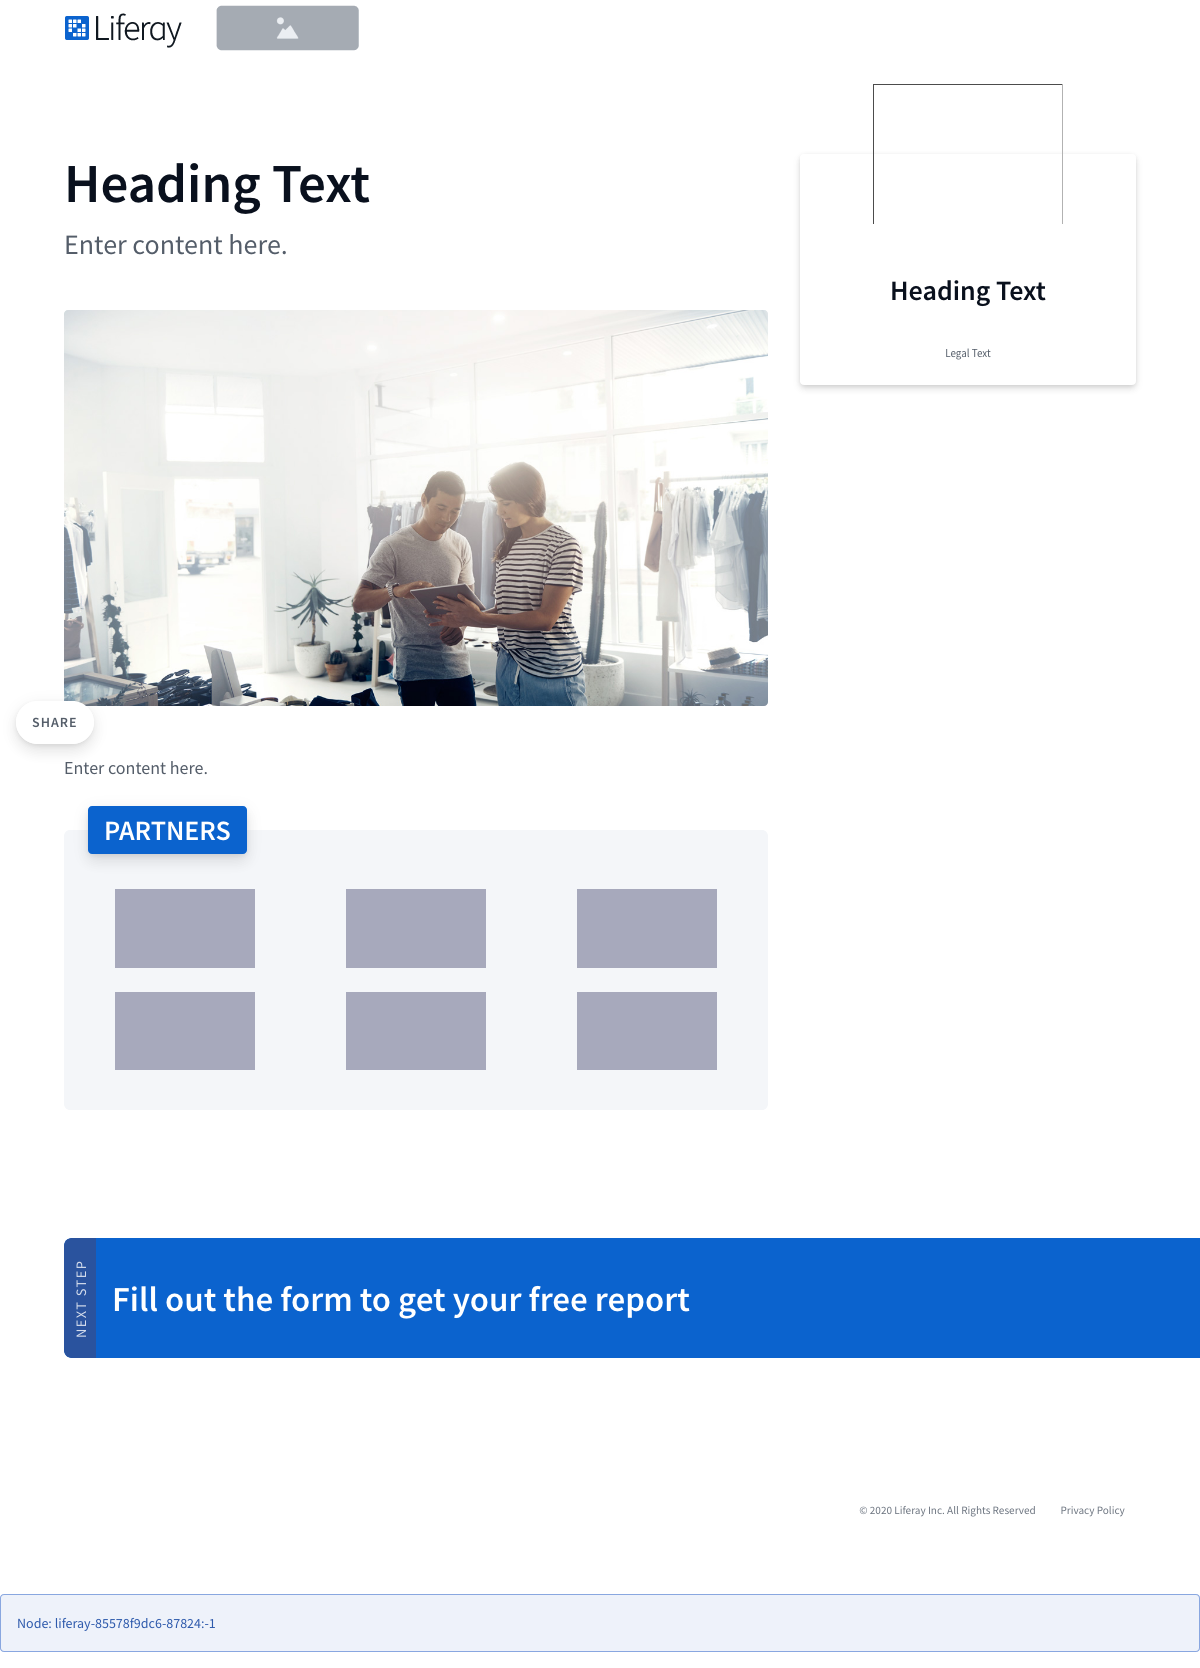 Liferay
Heading Text
Enter content here.
Heading Text
Legal Text
SHARE
Enter content here.
PARTNERS
NEXT STEP
Fill out the form to get your free report
© 2020 Liferay Inc. All Rights Reserved Privacy Policy
Node: liferay-85578f9dc6-87824:-1